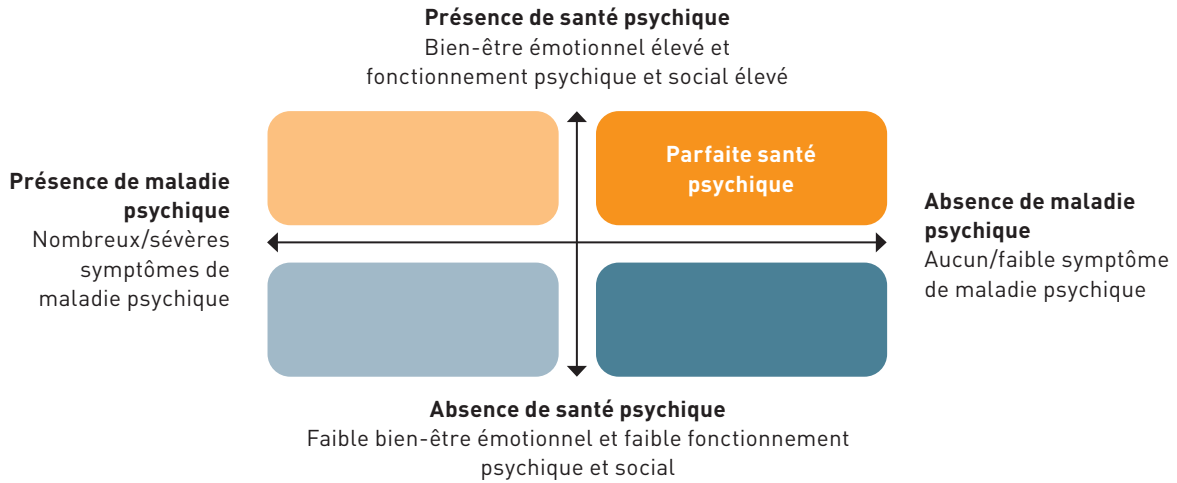 Présence de santé psychique
Bien-être émotionnel élevé et
fonctionnement psychique et social élevé
Parfaite santé
psychique
Présence de maladie
psychique
Nombreux/sévères
symptômes de
maladie psychique
Absence de maladie
psychique
Aucun/faible symptôme
de maladie psychique
Absence de santé psychique
Faible bien-être émotionnel et faible fonctionnement
psychique et social